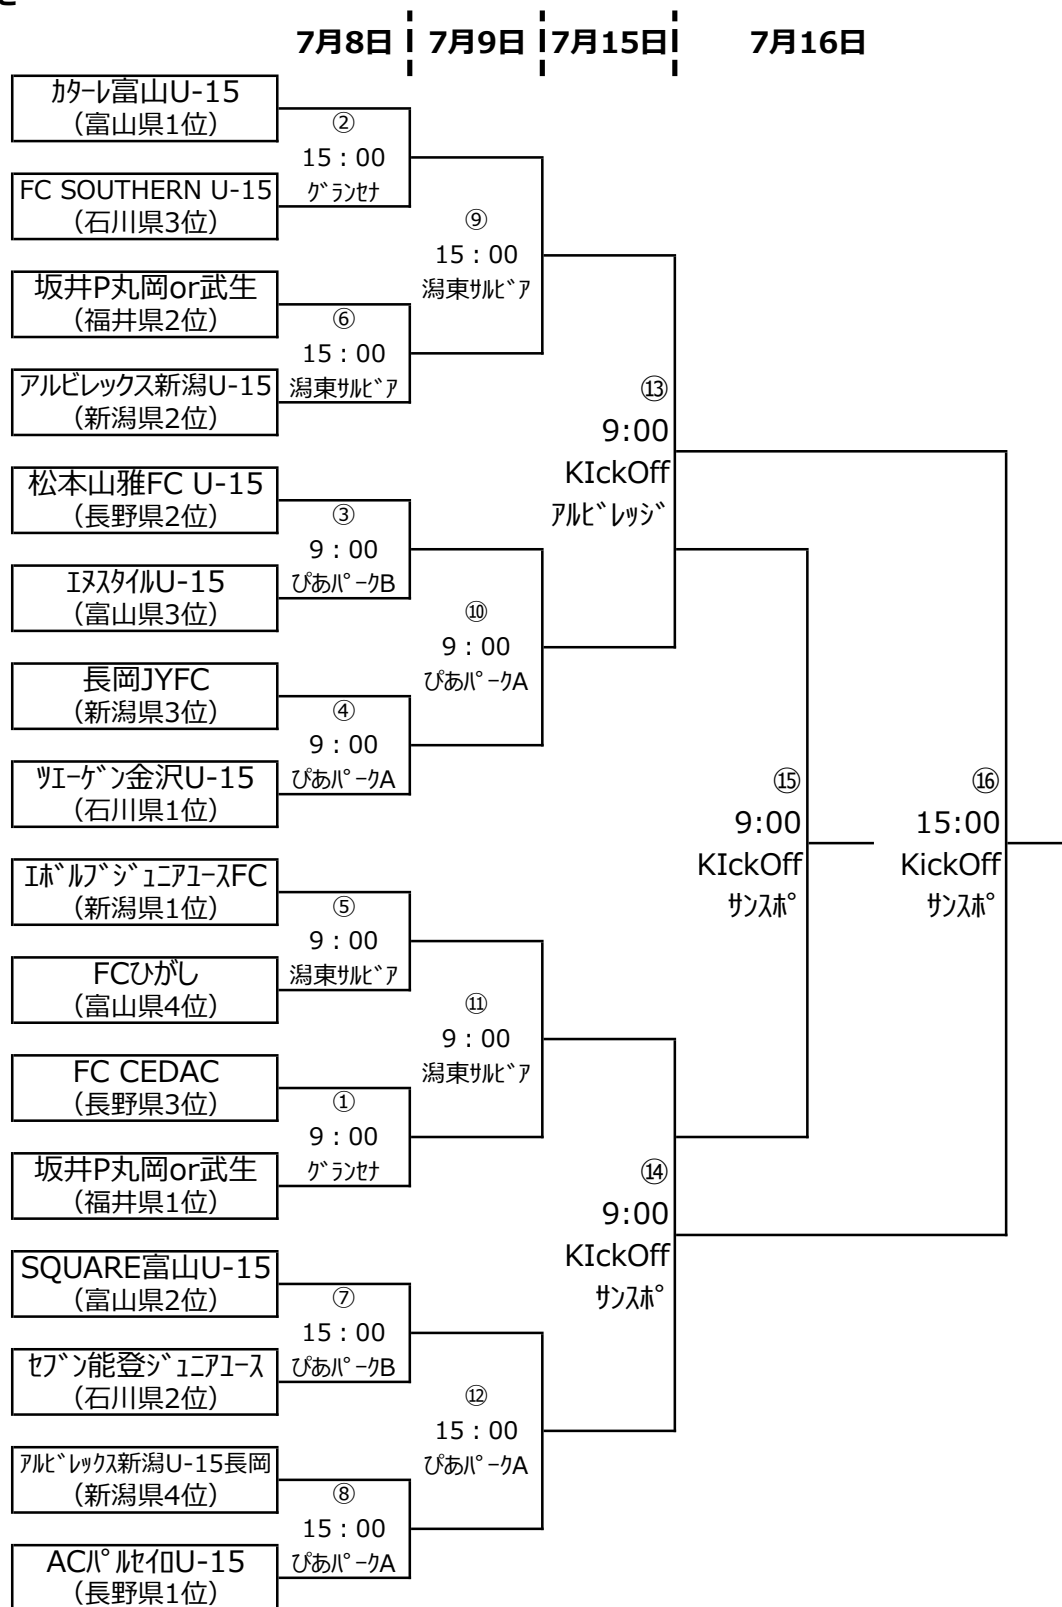 7月8日 7月9日 7月15日 7月16日
ｶﾀｰﾚ富山U-15
（富山県1位）
②
15：00
ｸﾞﾗﾝｾﾅ
FC SOUTHERN U-15
（石川県3位）
⑨
15：00
潟東ｻﾙﾋﾞｱ
坂井P丸岡or武生
（福井県2位）
⑥
15：00
潟東ｻﾙﾋﾞｱ
アルビレックス新潟U-15
（新潟県2位）
⑬
9:00
KIckOff
ｱﾙﾋﾞﾚｯｼﾞ
松本山雅FC U-15
（長野県2位）
③
9：00
ぴあﾊﾟｰｸB
ｴﾇｽﾀｲﾙU-15
（富山県3位）
⑩
9：00
ぴあﾊﾟｰｸA
長岡JYFC
（新潟県3位）
④
9：00
ぴあﾊﾟｰｸA
ﾂｴｰｹﾞﾝ金沢U-15
（石川県1位）
⑮
9:00
KIckOff
ｻﾝｽﾎﾟ
⑯
15:00
KickOff
ｻﾝｽﾎﾟ
ｴﾎﾞﾙﾌﾞｼﾞｭﾆｱﾕｰｽFC
（新潟県1位）
⑤
9：00
潟東ｻﾙﾋﾞｱ
FCひがし
（富山県4位）
⑪
9：00
潟東ｻﾙﾋﾞｱ
FC CEDAC
（長野県3位）
①
9：00
ｸﾞﾗﾝｾﾅ
坂井P丸岡or武生
（福井県1位）
⑭
9:00
KIckOff
ｻﾝｽﾎﾟ
SQUARE富山U-15
（富山県2位）
⑦
15：00
ぴあﾊﾟｰｸB
ｾﾌﾞﾝ能登ｼﾞｭﾆｱﾕｰｽ
（石川県2位）
⑫
15：00
ぴあﾊﾟｰｸA
ｱﾙﾋﾞﾚｯｸｽ新潟U-15長岡
（新潟県4位）
⑧
15：00
ぴあﾊﾟｰｸA
ACﾊﾟﾙｾｲﾛU-15
（長野県1位）